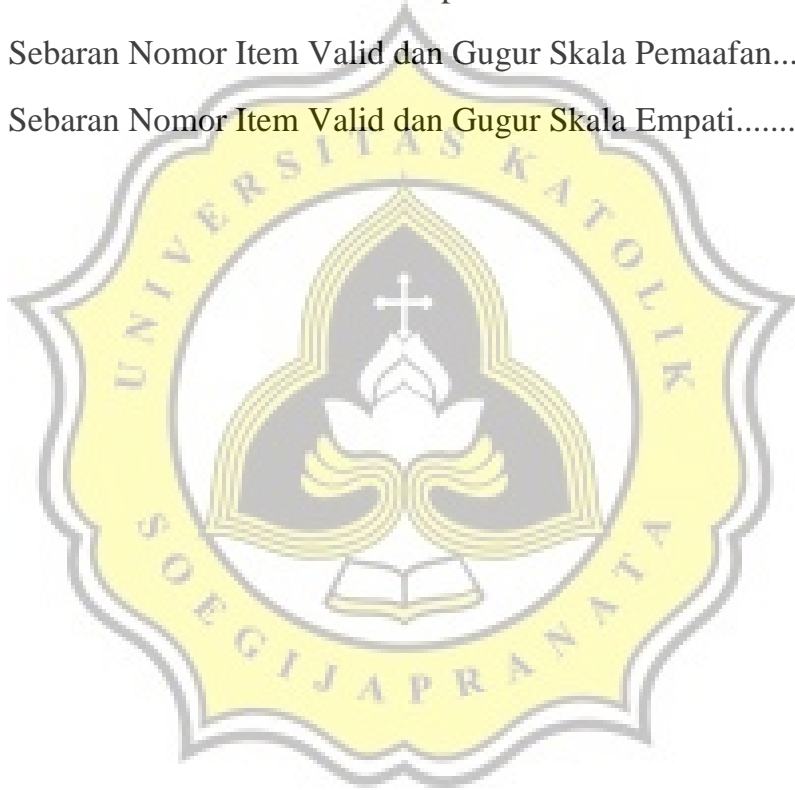 Sebaran Nomor Item Valid dan Gugur Skala Pemaafan...
Sebaran Nomor Item Valid dan Gugur Skala Empati.......
UNIVERSITAS KATOLIK
SOEGIJAPRANATA